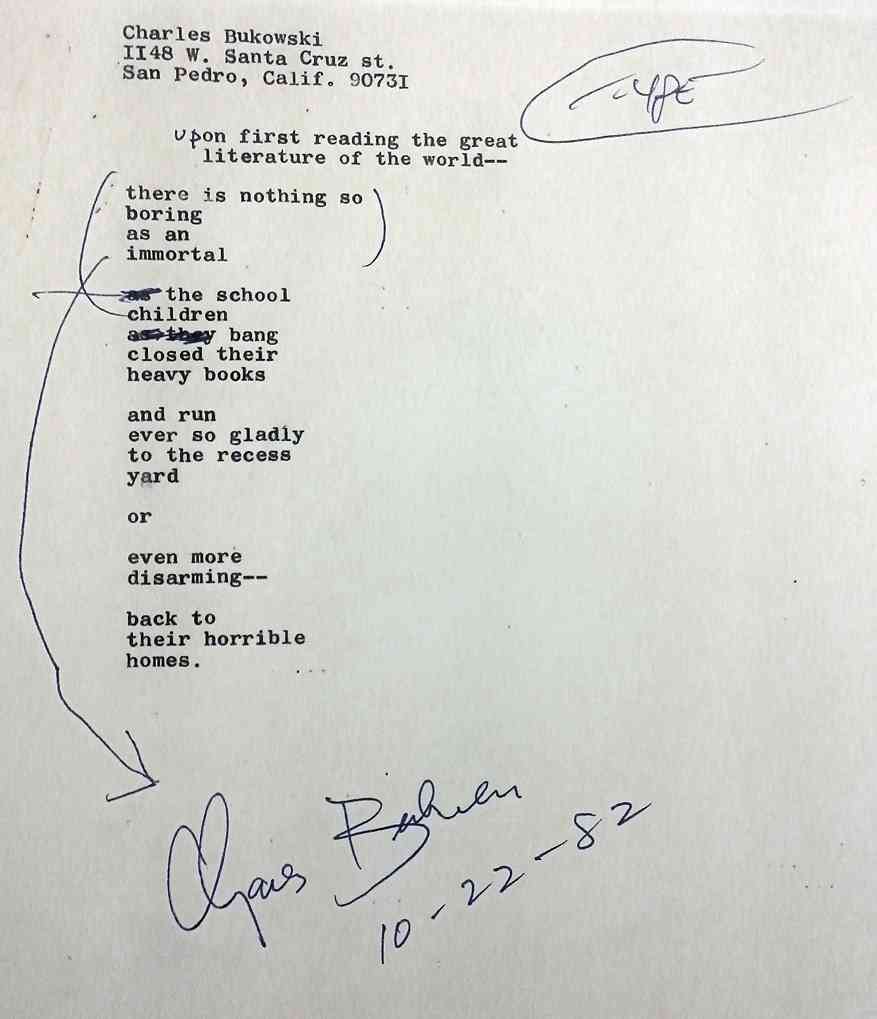 Charles Bukowski
II48 W. Santa Cruz st.
San Pedro, Calif. 9073I
TYPE
upon first reading the great
literature of the world--
there is nothing so
boring
as an
immortal
as the school
children
as they bang
closed their
heavy books
and run
ever so gladly
to the recess
yard
or
even more
disarming--
back to
their horrible
homes.
Charles Bukowski
10-22-82